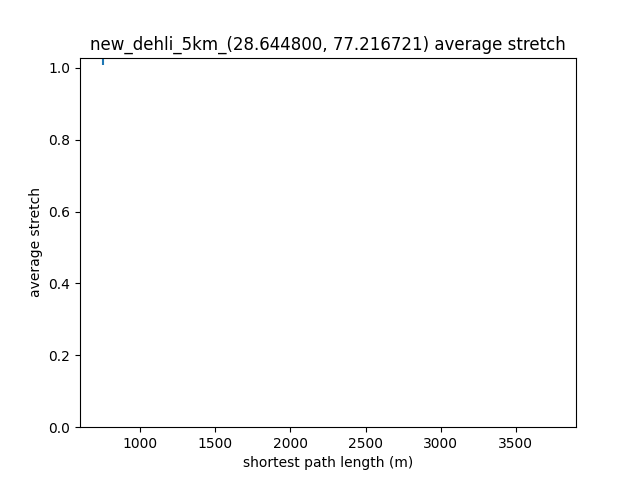 new_dehli_5km_(28.644800, 77.216721) average stretch
1.0
0.8
0.6
0.4
0.2
0.0
average stretch
1000 1500 2000 2500 3000 3500
shortest path length (m)